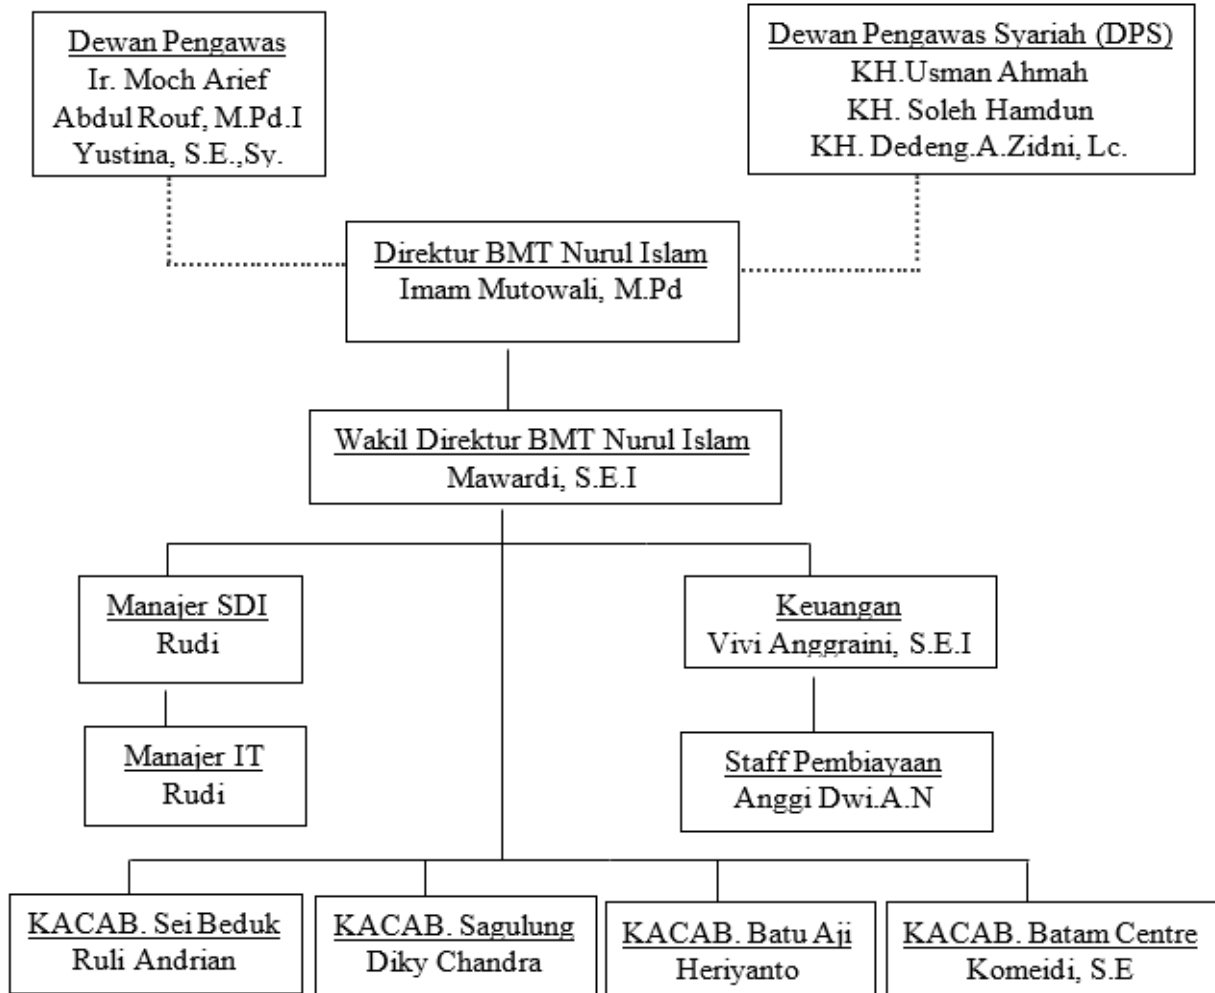 Dewan Pengawas
Ir. Moch Arief
Abdul Rouf, M.Pd.I
Yustina, S.E.,Sy.
Dewan Pengawas Syariah (DPS)
KH.Usman Ahmah
KH. Soleh Hamdun
KH. Dedeng.A.Zidni, Lc.
Direktur BMT Nurul Islam
Imam Mutowali, M.Pd
Wakil Direktur BMT Nurul Islam
Mawardi, S.E.I
Manajer SDI
Rudi
Keuangan
Vivi Anggraini, S.E.I
Manajer IT
Rudi
Staff Pembiayaan
Anggi Dwi.A.N
KACAB. Sei Beduk
Ruli Andrian
KACAB. Sagulung
Diky Chandra
KACAB. Batu Aji
Heriyanto
KACAB. Batam Centre
Komeidi, S.E